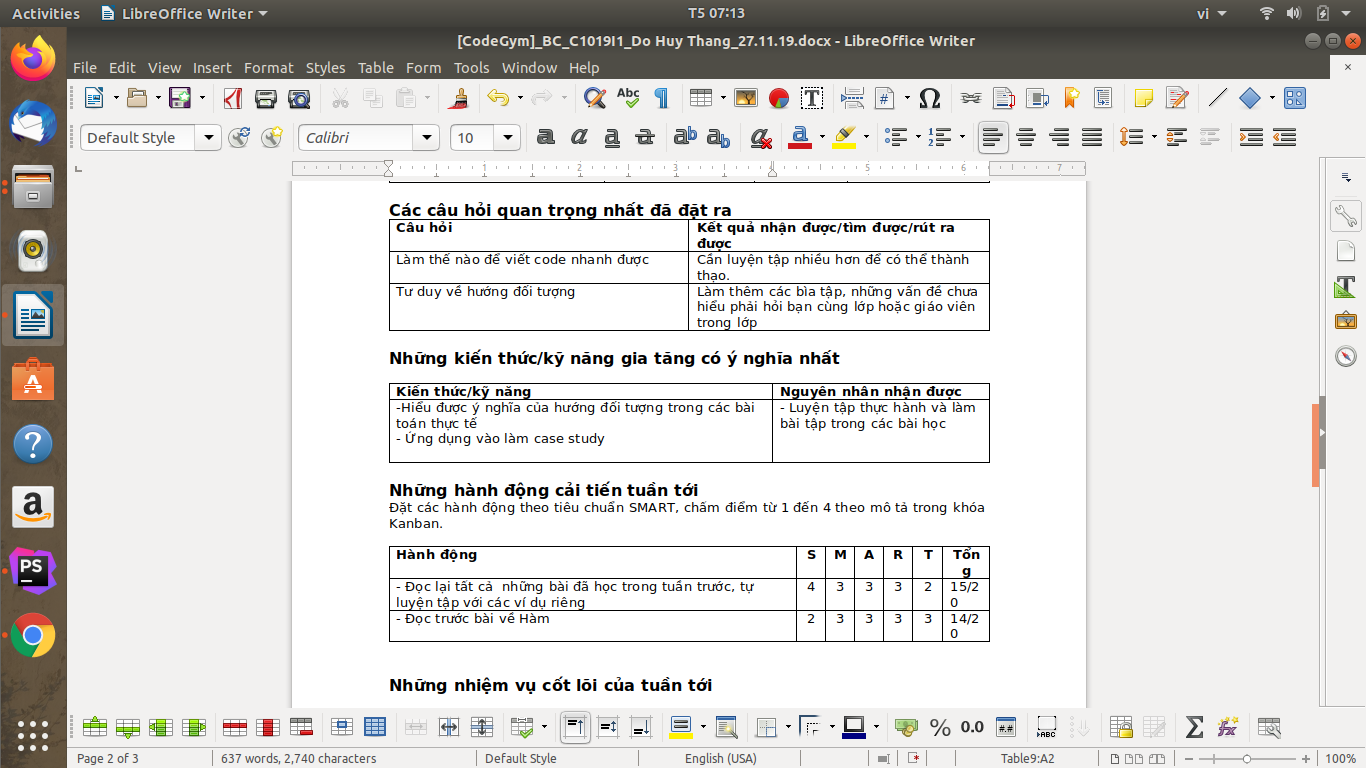 Activities LibreOffice Writer T5 07:13 vi
[CodeGym]_BC_C1019I1_Do Huy Thang_27.11.19.docx - LibreOffice Writer
File Edit View Insert Format Styles Table Form Tools Window Help
Default Style Calibri 10
1 2 3 5 6 7
Các câu hỏi quan trọng nhất đã đặt ra
Câu hỏi Kết quả nhận được/tìm được/rút ra
được
Làm thế nào để viết code nhanh được Cần luyện tập nhiều hơn để có thể thành
thạo.
Tư duy về hướng đối tượng Làm thêm các bìa tập, những vấn đề chưa
hiểu phải hỏi bạn cùng lớp hoặc giáo viên
trong lớp
Những kiến thức/kỹ năng gia tăng có ý nghĩa nhất
Kiến thức/kỹ năng Nguyên nhân nhận được
-Hiểu được ý nghĩa của hướng đối tượng trong các bài - Luyện tập thực hành và làm
toán thực tế bài tập trong các bài học
- Ứng dụng vào làm case study
Những hành động cải tiến tuần tới
Đặt các hành động theo tiêu chuẩn SMART, chấm điểm từ 1 đến 4 theo mô tả trong khóa
Kanban.
Hành động S M A R T Tổn
g
- Đọc lại tất cả những bài đã học trong tuần trước, tự 4 3 3 3 2 15/2
luyện tập với các ví dụ riêng 0
- Đọc trước bài về Hàm 2 3 3 3 3 14/2
0
Những nhiệm vụ cốt lõi của tuần tới
Page 2 of 3 637 words, 2,740 characters Default Style English (USA) Table9:A2 100%